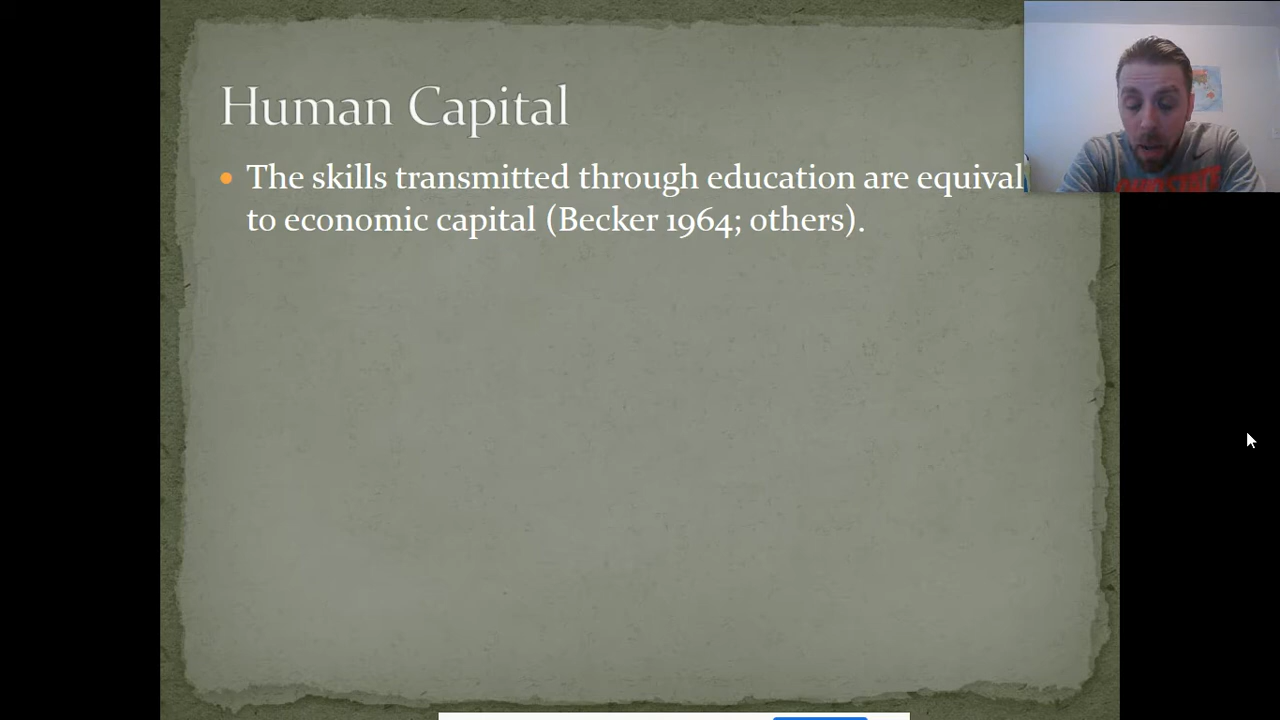 Human Capital
The skills transmitted through education are equival
to economic capital (Becker 1964; others).